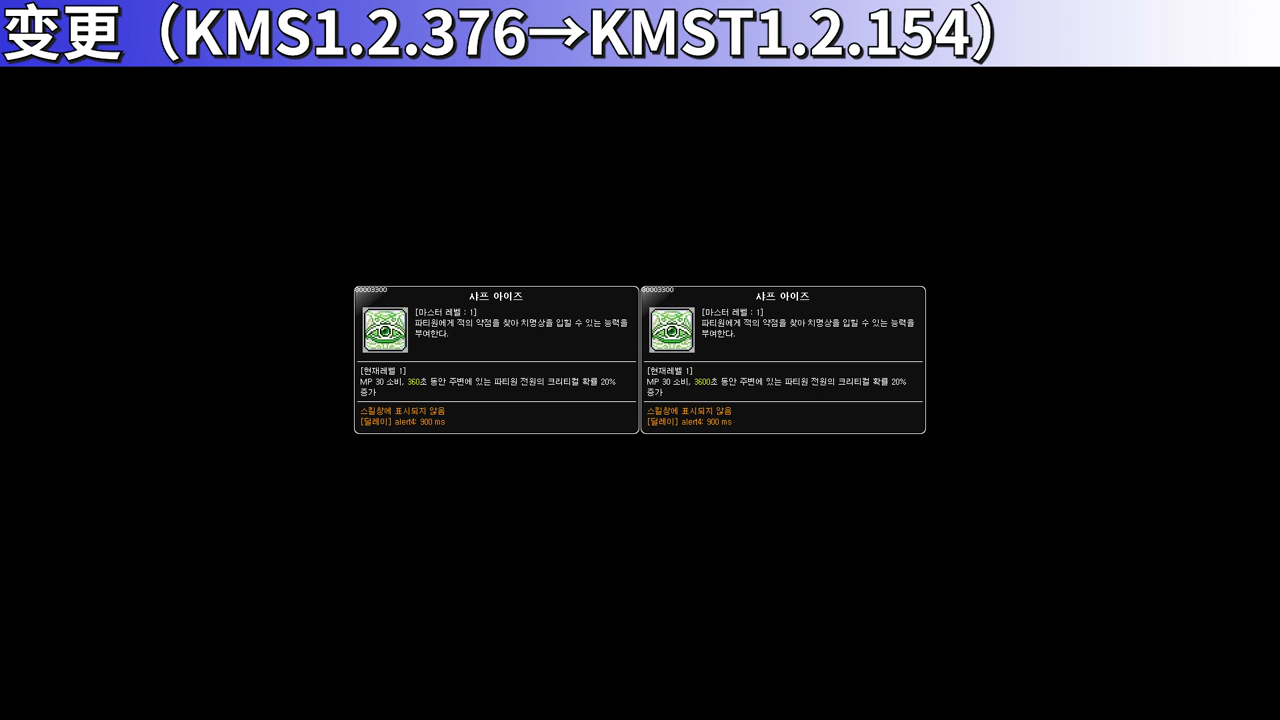 变更（KMS1.2.376→KMST1.2.154）
80003300
샤프 아이즈
[마스터 레벨 : 1]
파티원에게 적의 약점을 찾아 치명상을 입힐 수 있는 능력을
부여한다.
[현재레벨 1]
MP 30 소비, 360초 동안 주변에 있는 파티원 전원의 크리티컬 확률 20%
증가
스킬창에 표시되지 않음
[딜레이] alert4: 900 ms
80003300
샤프 아이즈
[마스터 레벨 : 1]
파티원에게 적의 약점을 찾아 치명상을 입힐 수 있는 능력을
부여한다.
[현재레벨 1]
MP 30 소비, 3600초 동안 주변에 있는 파티원 전원의 크리티컬 확률 20%
증가
스킬창에 표시되지 않음
[딜레이] alert4: 900 ms